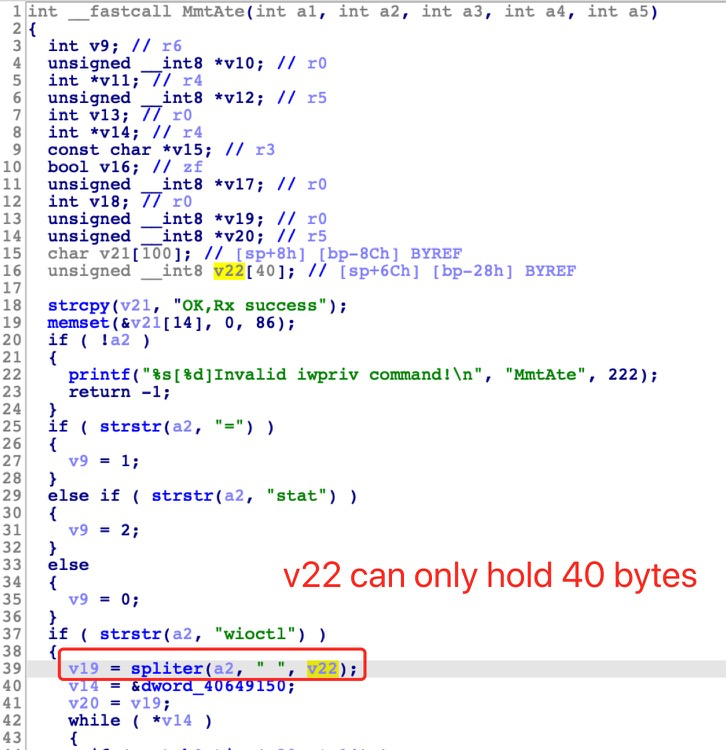 1 int __fastcall MmtAte(int a1, int a2, int a3, int a4, int a5)
2 {
3 int v9; // r6
4 unsigned __int8 *v10; // r0
5 int *v11; // r4
6 unsigned __int8 *v12; // r5
7 int v13; // r0
8 int *v14; // r4
9 const char *v15; // r3
10 bool v16; // zf
11 unsigned __int8 *v17; // r0
12 int v18; // r0
13 unsigned __int8 *v19; // r0
14 unsigned __int8 *v20; // r5
15 char v21[100]; // [sp+8h] [bp-8Ch] BYREF
16 unsigned __int8 v22[40]; // [sp+6Ch] [bp-28h] BYREF
17
18 strcpy(v21, "OK,Rx success");
19 memset(&v21[14], 0, 86);
20 if ( !a2 )
21 {
22 printf("%s[%d]Invalid iwpriv command!\n", "MmtAte", 222);
23 return -1;
24 }
25 if ( strstr(a2, "=") )
26 {
27 v9 = 1;
28 }
29 else if ( strstr(a2, "stat") )
30 {
31 v9 = 2;
32 }
33 else
34 {
35 v9 = 0;
36 }
37 if ( strstr(a2, "wioctl") )
38 {
39 v19 = spliter(a2, " ", v22);
40 v14 = &dword_40649150;
41 v20 = v19;
42 while ( *v14 )
43 {
v22 can only hold 40 bytes